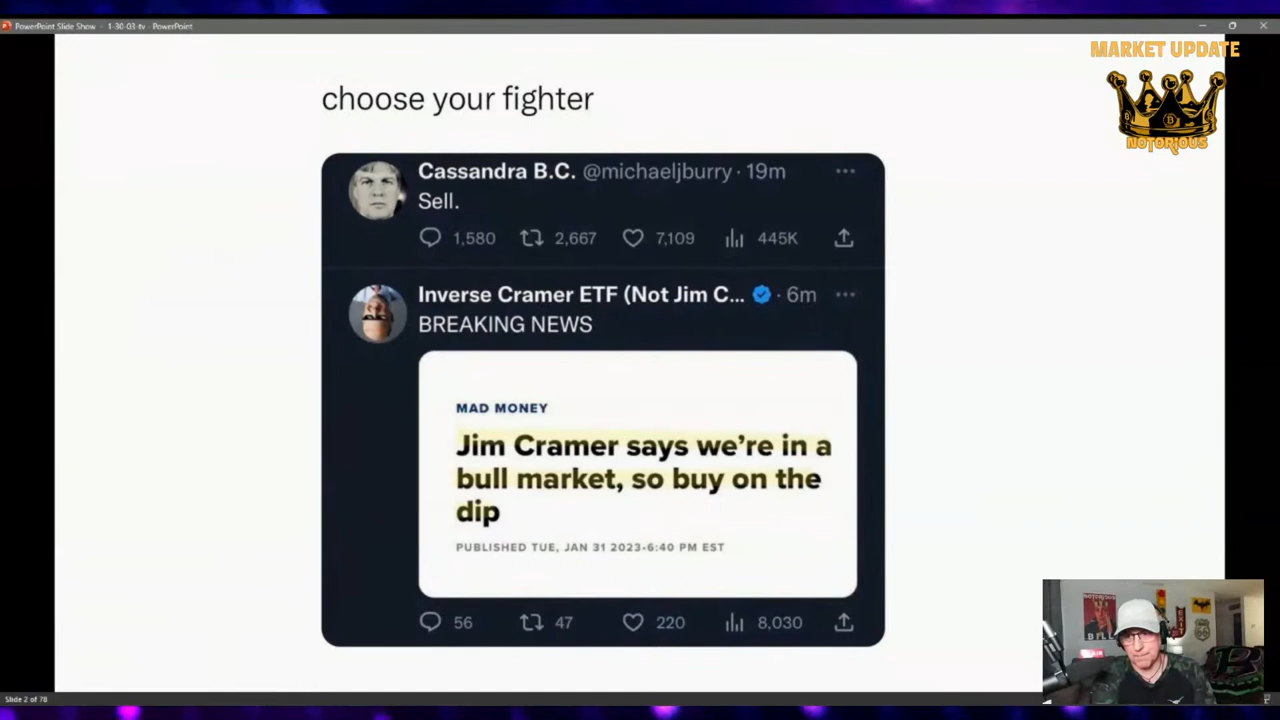 PowerPoint Slide Show - 1-30-03-tv - PowerPoint
MARKET UPDATE
NOTORIOUS
choose your fighter
Cassandra B.C. @michaeljburry · 19m
Sell.
1,580 2,667 7,109 445K
Inverse Cramer ETF (Not Jim C... · 6m
BREAKING NEWS
MAD MONEY
Jim Cramer says we're in a
bull market, so buy on the
dip
PUBLISHED TUE, JAN 31 2023·6:40 PM EST
56 47 220 8,030
NOTORIOUS
BILL
EXIT
Slide 2 of 78